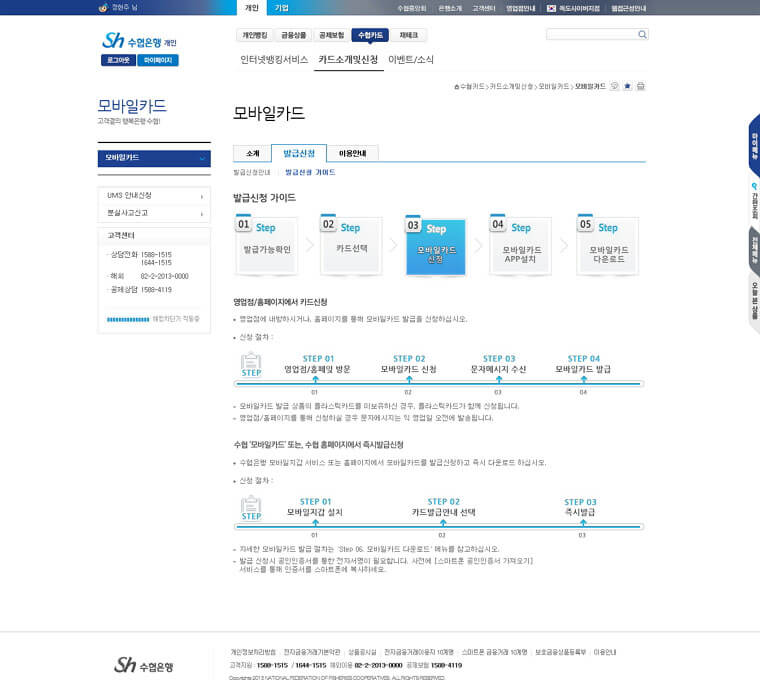 정현주 님
개인 기업
수협중앙회 은행소개 고객센터 영업점안내 독도사이버지점 웹접근성안내
Sh 수협은행 개인
로그아웃 마이페이지
개인뱅킹 금융상품 공제보험 수협카드 재테크
인터넷뱅킹서비스 카드소개및신청 이벤트/소식
수협카드 > 카드소개및신청 > 모바일카드 > 모바일카드
모바일카드
고객곁의 행복은행 수협!
모바일카드
UMS 안내신청
분실사고신고
고객센터
· 상담전화 1588-1515
1644-1515
· 해외 82-2-2013-0000
· 공제상담 1588-4119
해킹차단기 작동중
모바일카드
소개 발급신청 이용안내
발급신청안내 발급신청 가이드
발급신청 가이드
01 Step 발급가능확인
02 Step 카드선택
03 Step 모바일카드 신청
04 Step 모바일카드 APP설치
05 Step 모바일카드 다운로드
영업점/홈페이지에서 카드신청
영업점에 내방하시거나, 홈페이지를 통해 모바일카드 발급을 신청하십시오.
신청 절차 :
STEP
STEP 01 STEP 02 STEP 03 STEP 04
영업점/홈페잊 방문 모바일카드 신청 문자메시지 수신 모바일카드 발급
01 02 03 04
- 모바일카드 발급 상품의 플라스틱카드를 미보유하신 경우, 플라스틱카드가 함께 신청됩니다.
- 영업점/홈페이지를 통해 신청하실 경우 문자메시지는 익 영업일 오전에 발송됩니다.
수협 '모바일카드' 또는, 수협 홈페이지에서 즉시발급신청
수협은행 모바일지갑 서비스 또는 홈페이지에서 모바일카드를 발급신청하고 즉시 다운로드 하십시오.
신청 절차 :
STEP
STEP 01 STEP 02 STEP 03
모바일지갑 설치 카드발급안내 선택 즉시발급
01 02 03
- 자세한 모바일카드 발급 절차는 'Step 06. 모바일카드 다운로드' 메뉴를 참고하십시오.
- 발급 신청시 공인인증서를 통한 전자서명이 필요합니다. 사전에 [스마트폰 공인인증서 가져오기]
서비스를 통해 인증서를 스마트폰에 복사하세요.
마이메뉴
간편조회
전체메뉴
오늘본상품
Sh 수협은행
개인정보처리방침 전자금융거래기본약관 상품공시실 전자금융거래이용자 10계명 스마트폰 금융거래 10계명 보호금융상품등록부 이용안내
고객지원 : 1588-1515 / 1644-1515 해외이용 82-2-2013-0000 공제보험 1588-4119
Copyright© 2013 NATIONAL FEDERATION OF FISHERIES COOPERATIVES. ALL RIGHTS RESERVED.